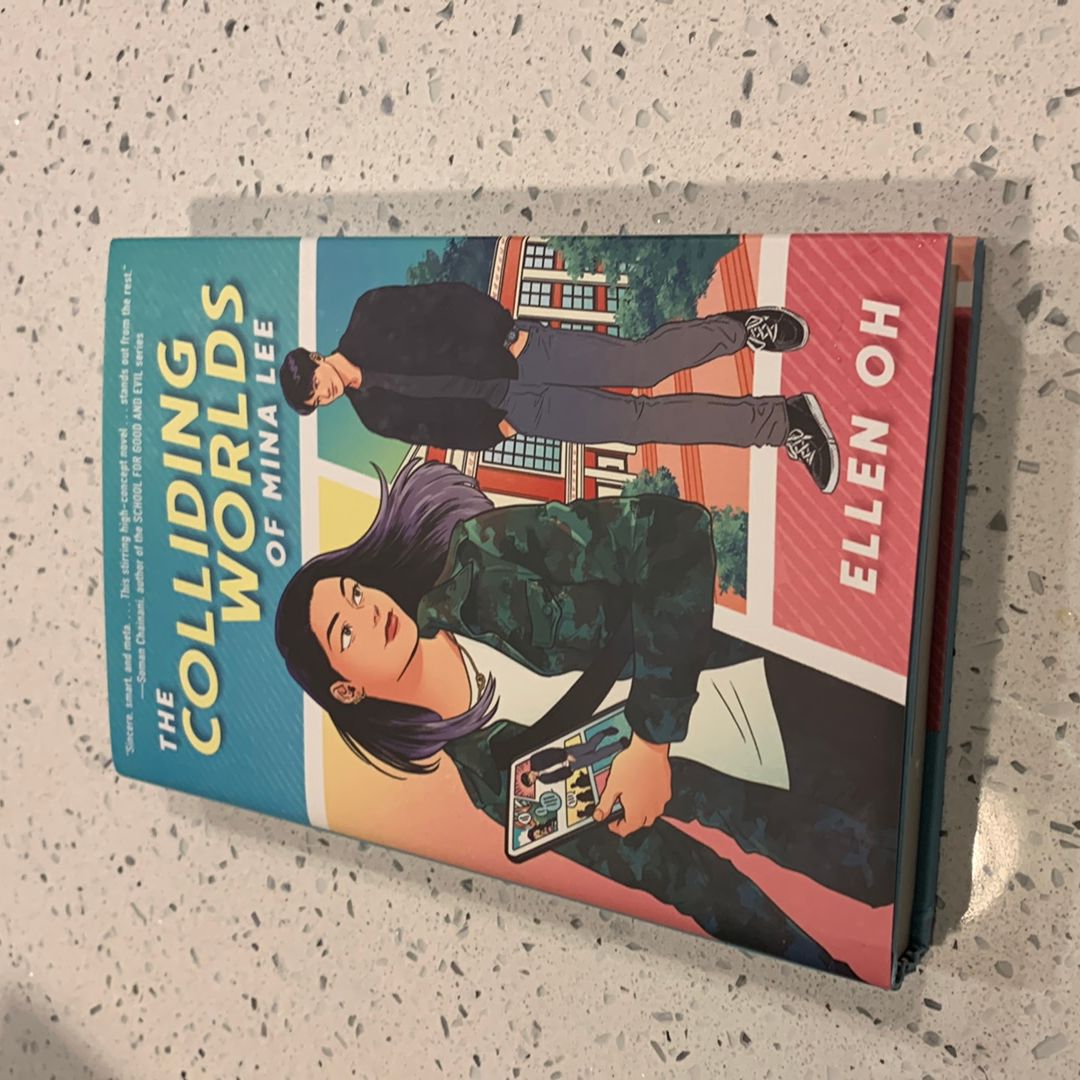 "Sincere, smart, and meta. . . . This stirring high-concept novel . . . stands out from the rest."
—Soman Chainani, author of the SCHOOL FOR GOOD AND EVIL series
THE
COLLIDING
WORLDS
OF MINA LEE
ELLEN OH